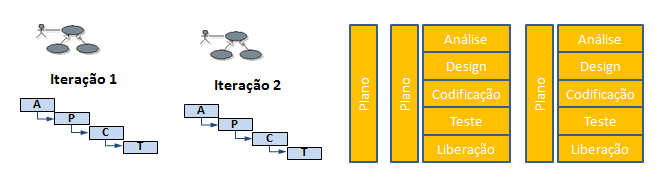 Iteração 1
A
P
C
T
Iteração 2
A
P
C
T
Plano
Plano
Análise
Design
Codificação
Teste
Liberação
Plano
Análise
Design
Codificação
Teste
Liberação